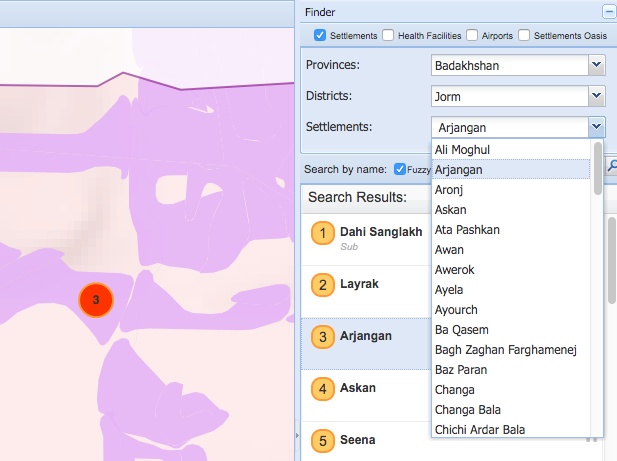 Finder
Settlements Health Facilities Airports Settlements Oasis
Provinces: Badakhshan
Districts: Jorm
Settlements: Arjangan
Ali Moghul
Arjangan
Aronj
Askan
Ata Pashkan
Awan
Awerok
Ayela
Ayourch
Ba Qasem
Bagh Zaghan Farghamenej
Baz Paran
Changa
Changa Bala
Chichi Ardar Bala
Search by name: Fuzzy
Search Results:
1 Dahi Sanglakh
Sub
2 Layrak
3 Arjangan
4 Askan
5 Seena
3